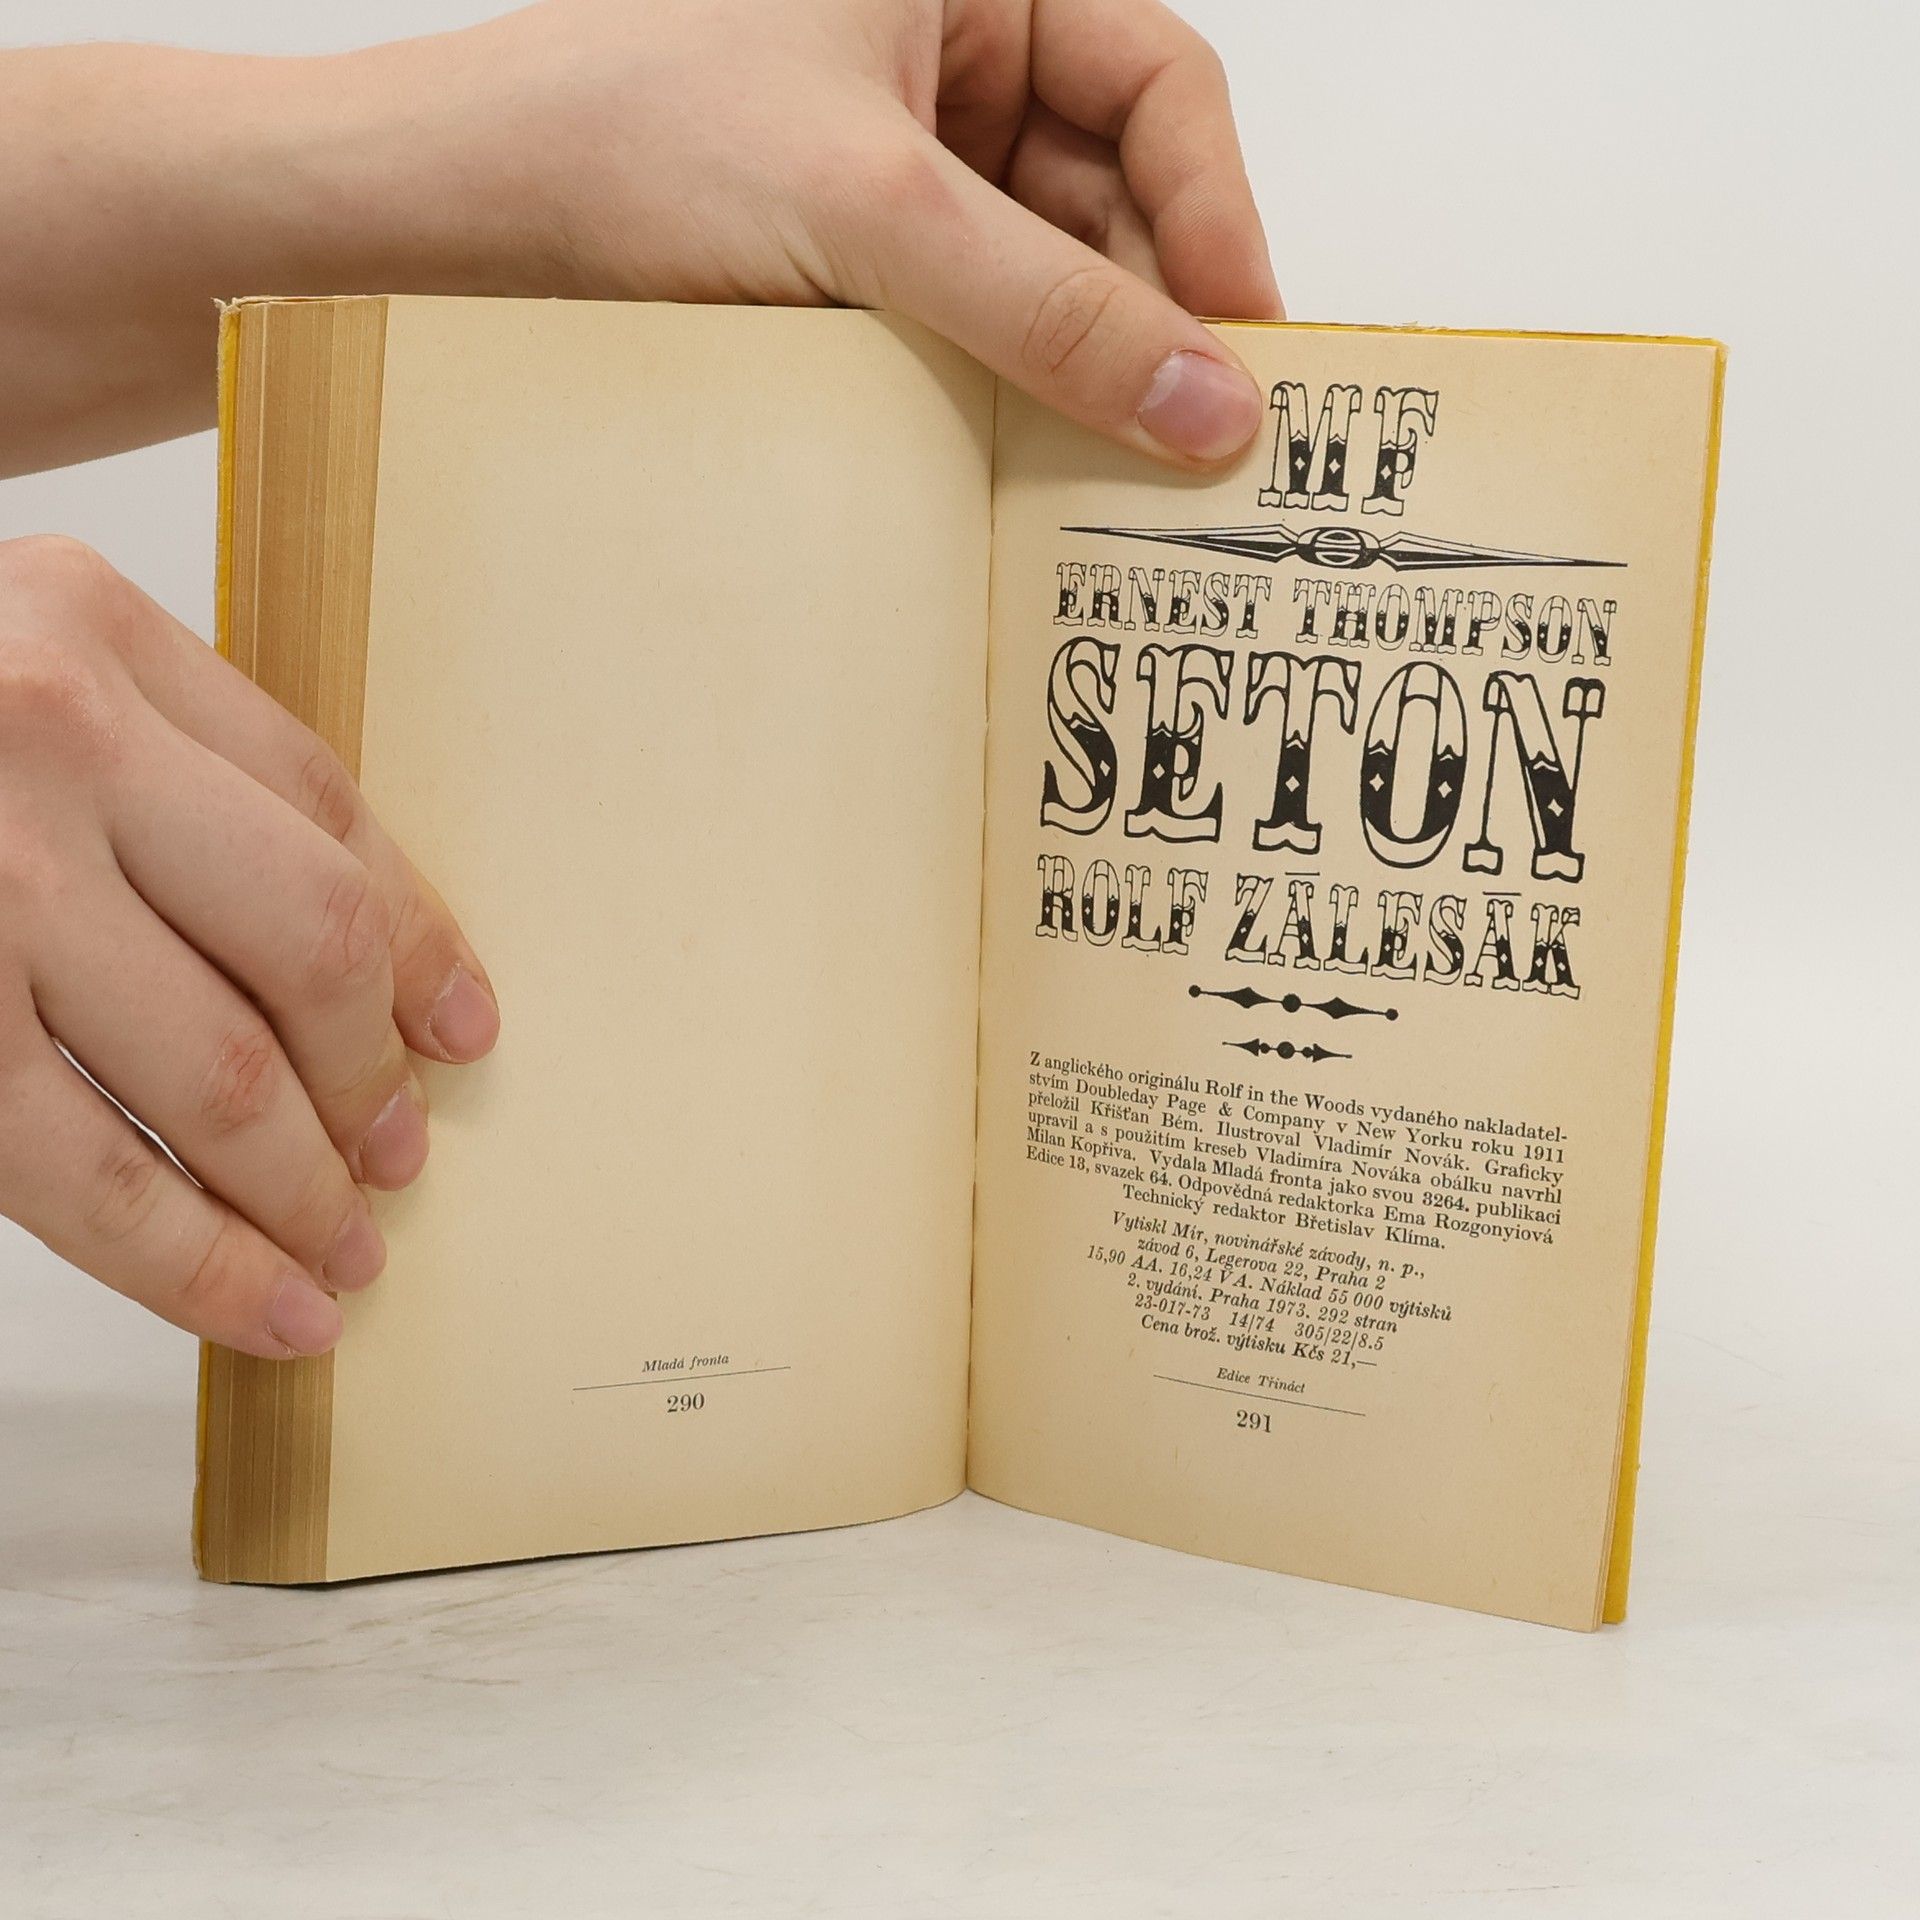 Mladá fronta
290
MF
ERNEST THOMPSON
SETON
ROLF ZÁLESÁK
Z anglického originálu Rolf in the Woods vydaného nakladatel-
stvím Doubleday Page & Company v New Yorku roku 1911
přeložil Křišťan Bém. Ilustroval Vladimír Novák. Graficky
upravil a s použitím kreseb Vladimíra Nováka obálku navrhl
Milan Kopřiva. Vydala Mladá fronta jako svou 3264. publikaci
Edice 13, svazek 64. Odpovědná redaktorka Ema Rozgonyiová
Technický redaktor Břetislav Klíma.
Vytiskl Mír, novinářské závody, n. p.,
závod 6, Legerova 22, Praha 2
15,90 AA. 16,24 VA. Náklad 55 000 výtisků
2. vydání. Praha 1973. 292 stran
23-017-73 14/74 305/22/8.5
Cena brož. výtisku Kčs 21,—
Edice Třináct
291